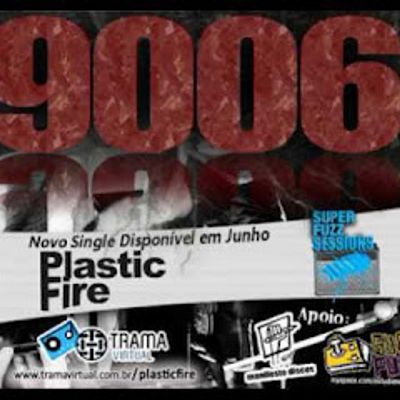 9006
Novo Single Disponível em Junho
Plastic
Fire
SUPER
FUZZ
SESSIONS
TRAMA
VIRTUAL
www.tramavirtual.com.br/plasticfire
Apoio:
manifesto discos